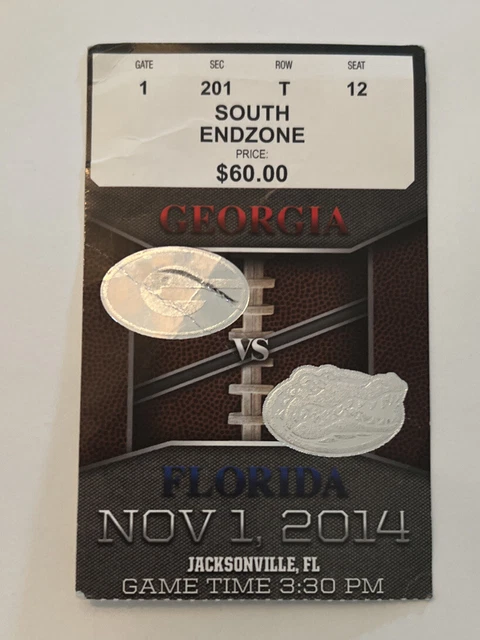 GATE SEC ROW SEAT
1 201 T 12
SOUTH
ENDZONE
PRICE:
$60.00
GEORGIA
VS
FLORIDA
NOV 1, 2014
JACKSONVILLE, FL
GAME TIME 3:30 PM